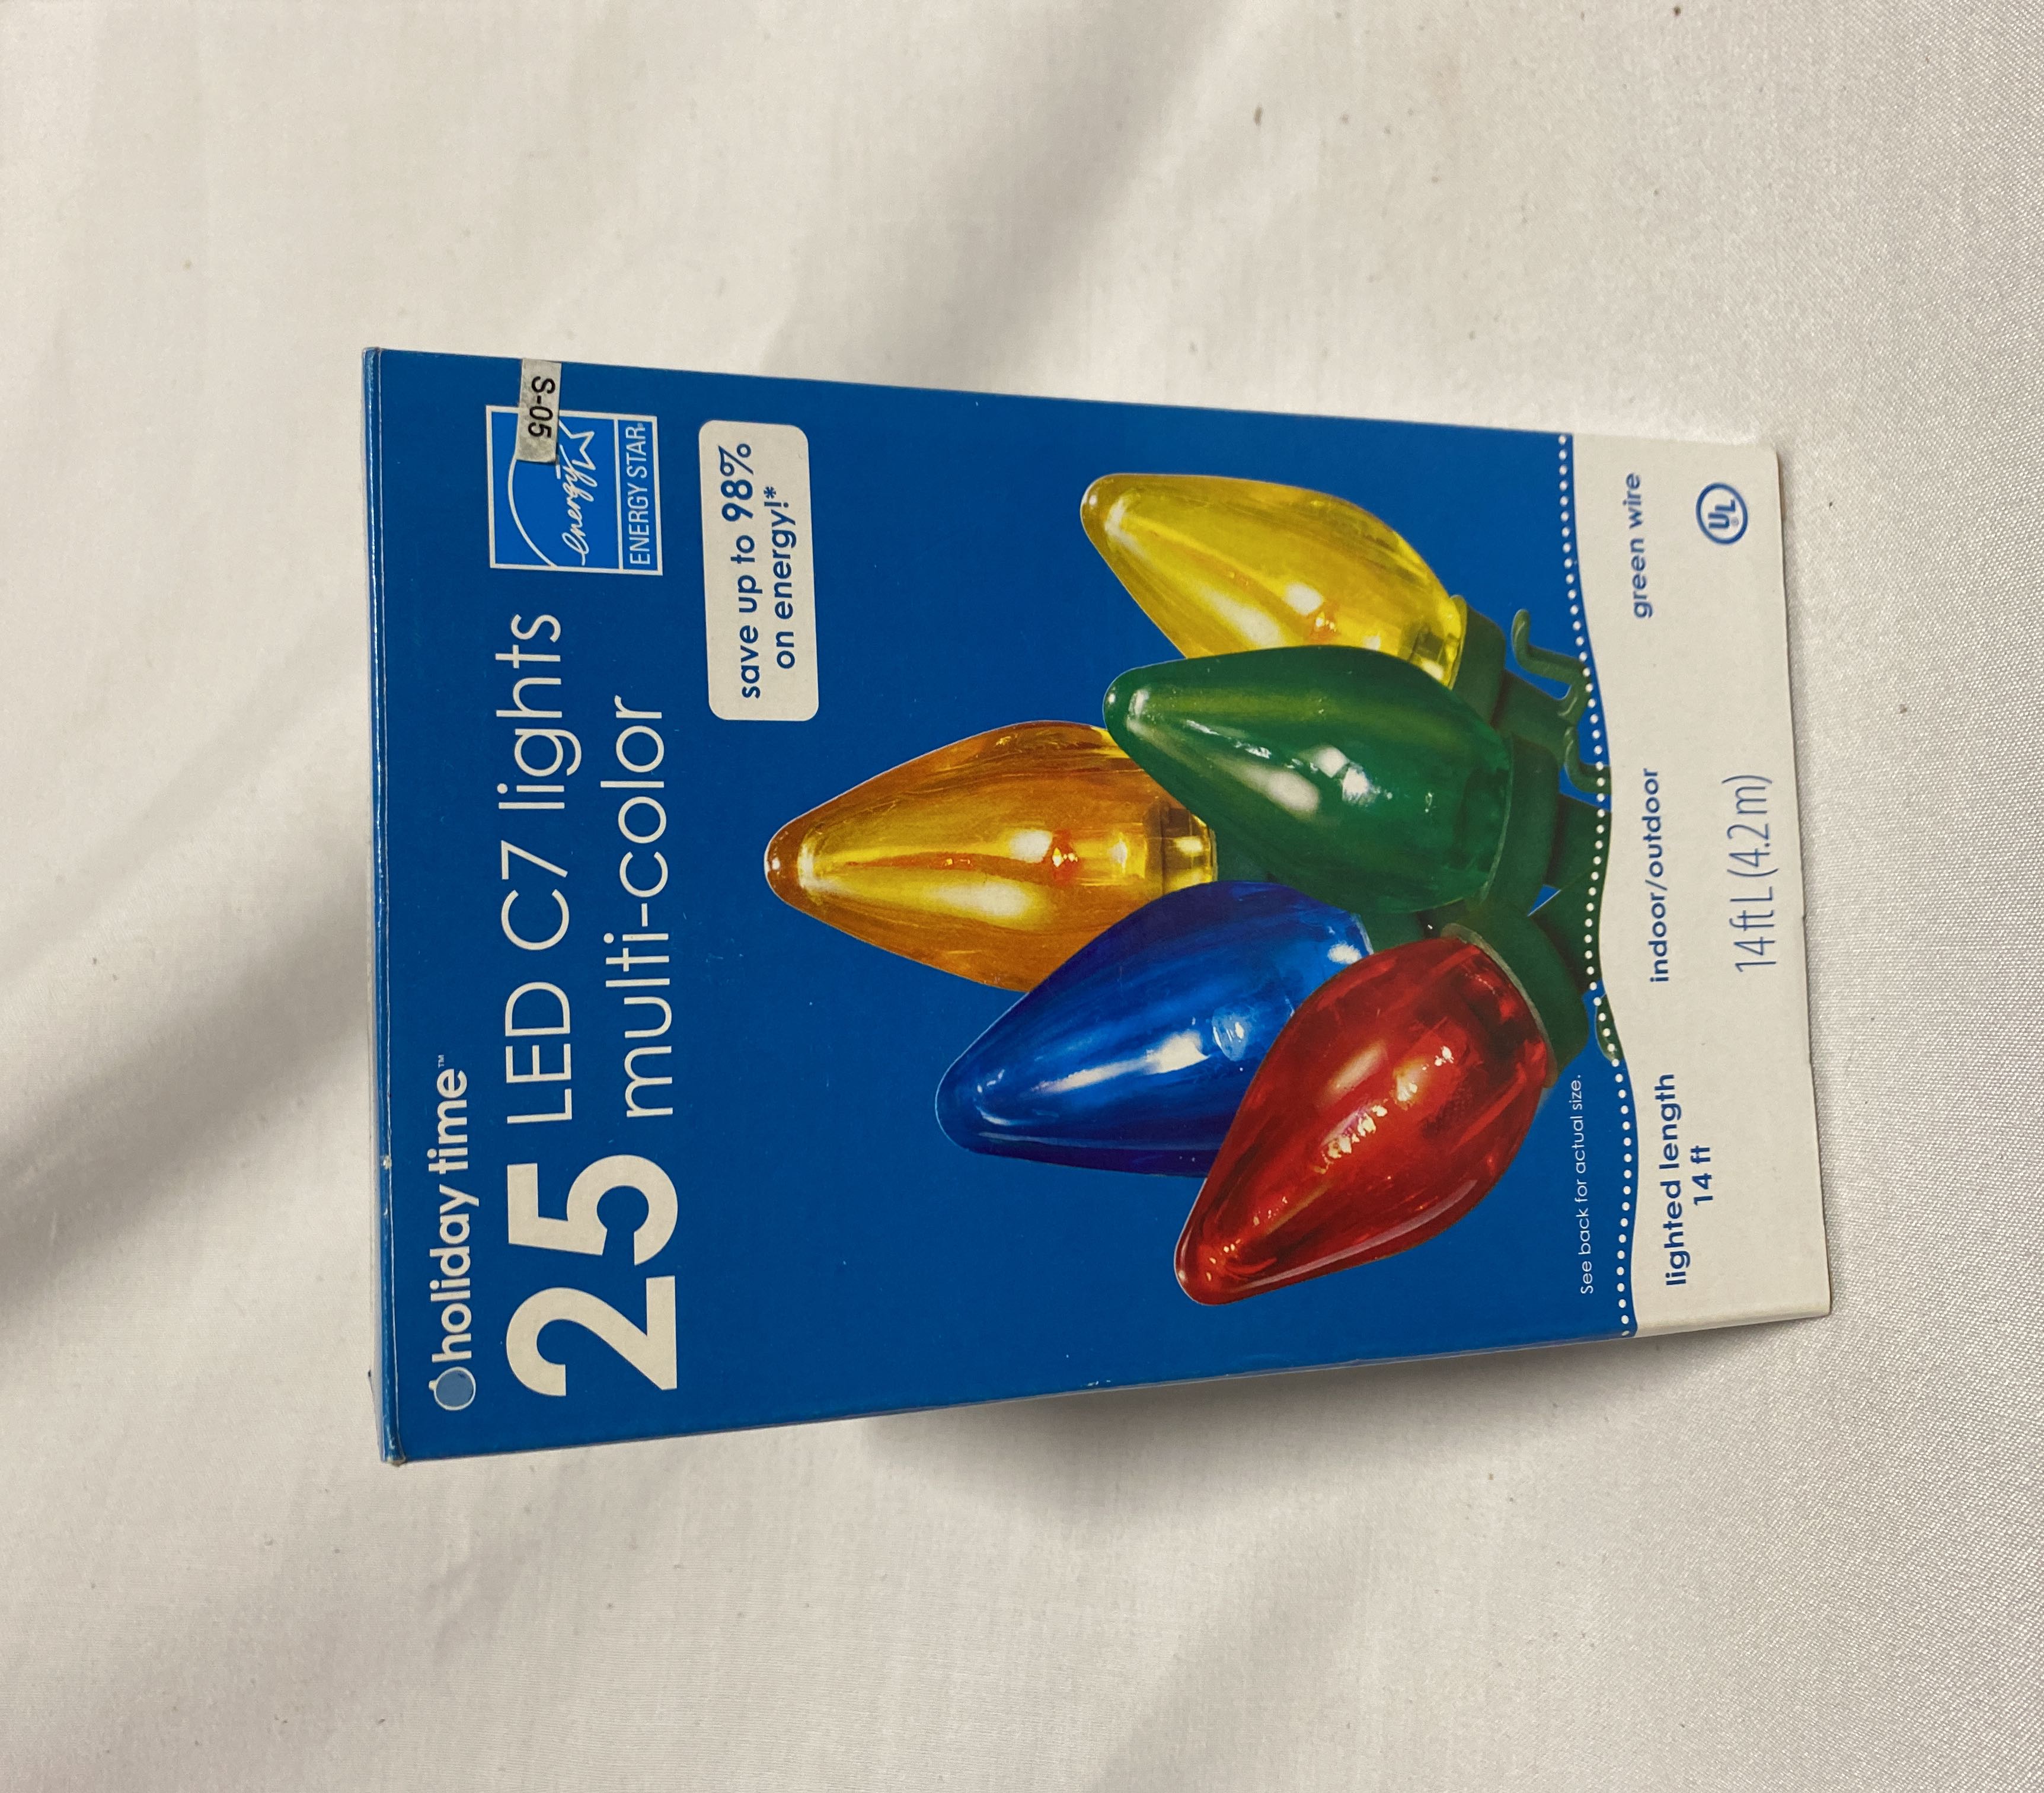 holiday time™
25 LED C7 lights
multi-color
S-05
energy
ENERGY STAR®
save up to 98%
on energy!*
See back for actual size.
lighted length
14 ft
indoor/outdoor
green wire
14 ft L (4.2 m)
UL®